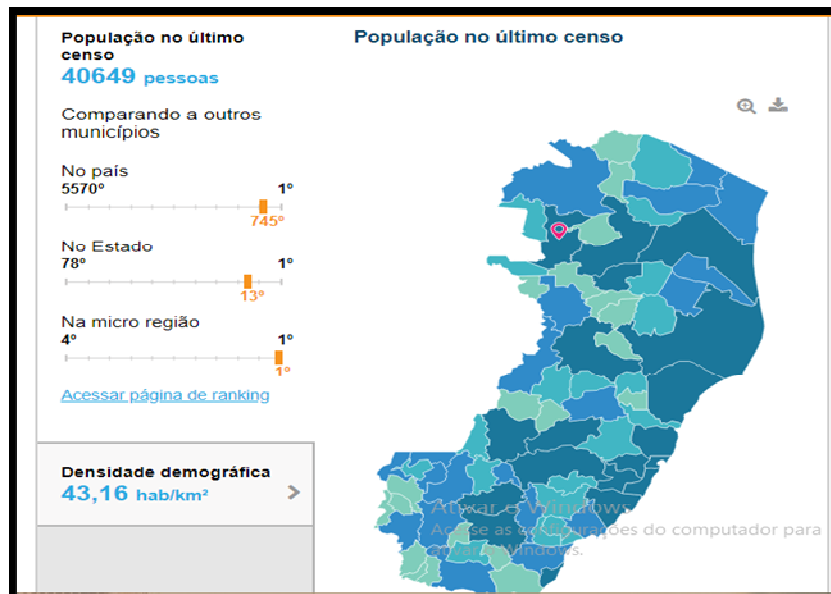 População no último
censo
40649 pessoas
Comparando a outros
municípios
No país
5570º 1º
745º
No Estado
78º 1º
13º
Na micro região
4º 1º
1º
Acessar página de ranking
Densidade demográfica
43,16 hab/km²
População no último censo
Ativar o Windows
Acesse as configurações do computador para
ativar o Windows.